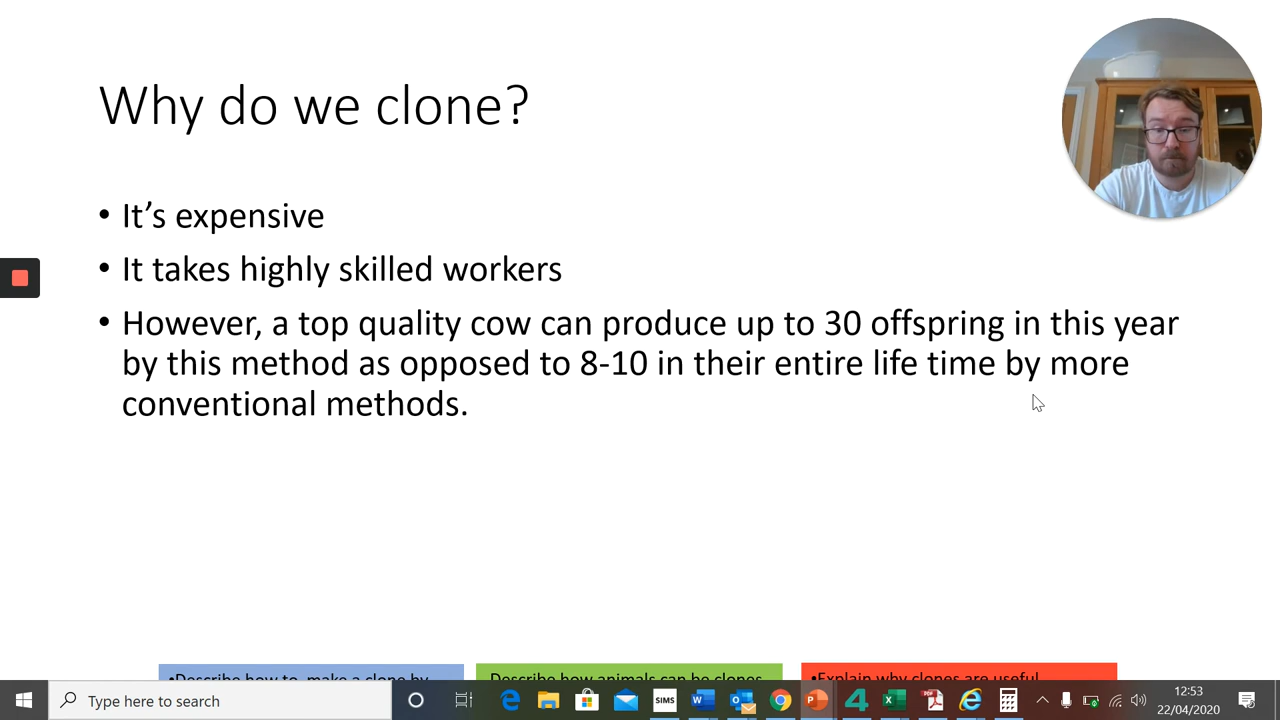 Why do we clone?
• It’s expensive
• It takes highly skilled workers
• However, a top quality cow can produce up to 30 offspring in this year
by this method as opposed to 8-10 in their entire life time by more
conventional methods.
•Describe how to make a clone by
Describe how animals can be clones
•Explain why clones are useful
Type here to search
SIMS
PDF
12:53
22/04/2020